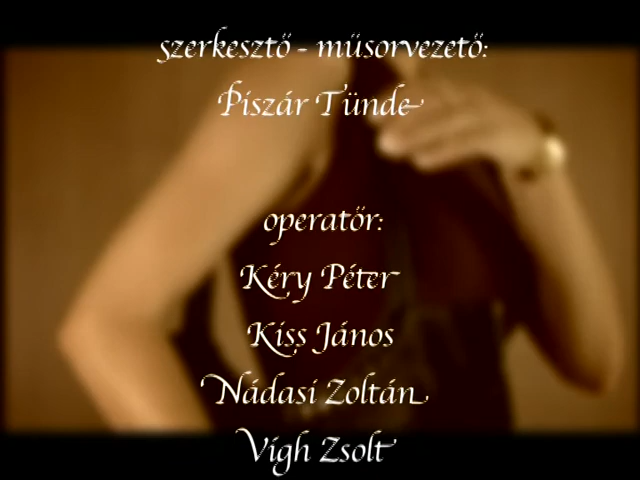 szerkesztő - műsorvezető:
Piszár Tünde
operatőr:
Kéry Péter
Kiss János
Nádasi Zoltán
Vígh Zsolt